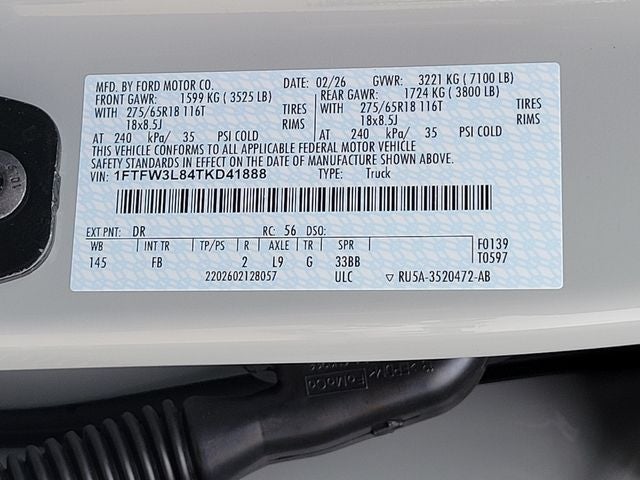 MFD. BY FORD MOTOR CO. DATE: 02/26 GVWR: 3221 KG ( 7100 LB)
FRONT GAWR: 1599 KG ( 3525 LB) REAR GAWR: 1724 KG ( 3800 LB)
WITH 275/65R18 116T TIRES WITH 275/65R18 116T TIRES
18x8.5J RIMS 18x8.5J RIMS
AT 240 kPa/ 35 PSI COLD AT 240 kPa/ 35 PSI COLD
THIS VEHICLE CONFORMS TO ALL APPLICABLE FEDERAL MOTOR VEHICLE
SAFETY STANDARDS IN EFFECT ON THE DATE OF MANUFACTURE SHOWN ABOVE.
VIN: 1FTFW3L84TKD41888 TYPE: Truck
EXT PNT: DR RC: 56 DSO: F0139
WB INT TR TP/PS R AXLE TR SPR T0597
145 FB 2 L9 G 33BB
2202602128057 ULC ▽ RU5A-3520472-AB
FoMoCo